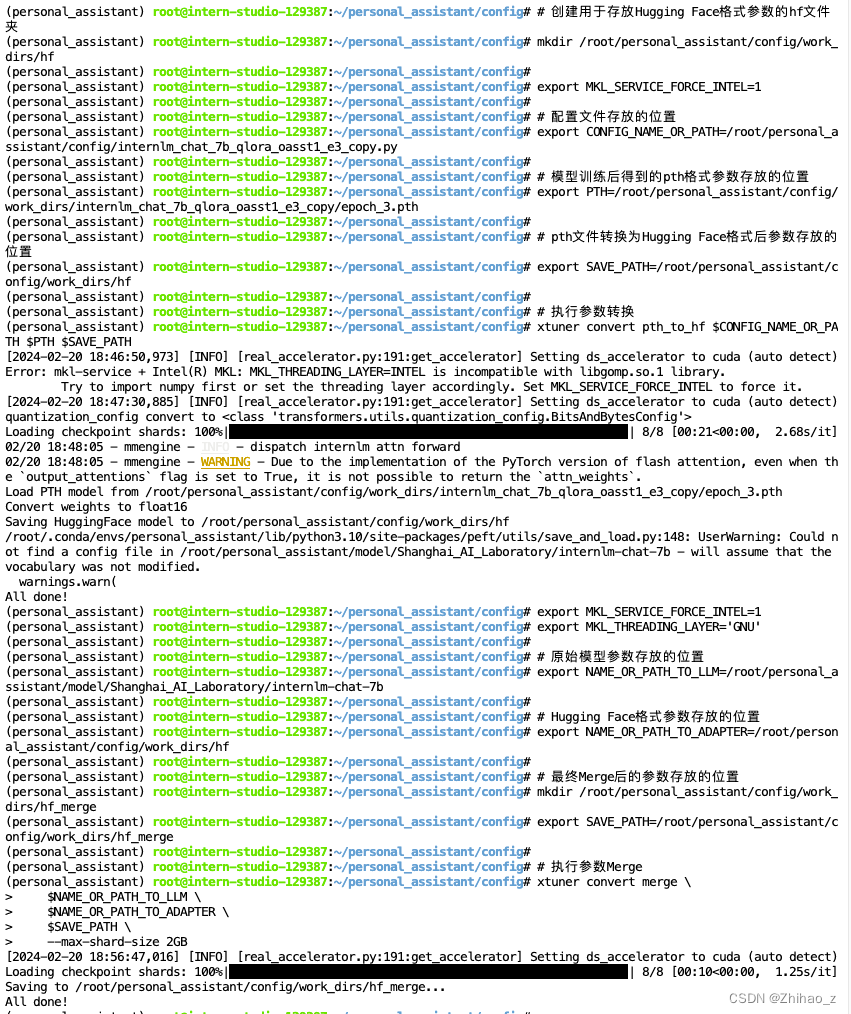 (personal_assistant) root@intern-studio-129387:~/personal_assistant/config# # 创建用于存放Hugging Face格式参数的hf文件
夹
(personal_assistant) root@intern-studio-129387:~/personal_assistant/config# mkdir /root/personal_assistant/config/work_
dirs/hf
(personal_assistant) root@intern-studio-129387:~/personal_assistant/config#
(personal_assistant) root@intern-studio-129387:~/personal_assistant/config# export MKL_SERVICE_FORCE_INTEL=1
(personal_assistant) root@intern-studio-129387:~/personal_assistant/config#
(personal_assistant) root@intern-studio-129387:~/personal_assistant/config# # 配置文件存放的位置
(personal_assistant) root@intern-studio-129387:~/personal_assistant/config# export CONFIG_NAME_OR_PATH=/root/personal_a
ssistant/config/internlm_chat_7b_qlora_oasst1_e3_copy.py
(personal_assistant) root@intern-studio-129387:~/personal_assistant/config#
(personal_assistant) root@intern-studio-129387:~/personal_assistant/config# # 模型训练后得到的pth格式参数存放的位置
(personal_assistant) root@intern-studio-129387:~/personal_assistant/config# export PTH=/root/personal_assistant/config/
work_dirs/internlm_chat_7b_qlora_oasst1_e3_copy/epoch_3.pth
(personal_assistant) root@intern-studio-129387:~/personal_assistant/config#
(personal_assistant) root@intern-studio-129387:~/personal_assistant/config# # pth文件转换为Hugging Face格式后参数存放的
位置
(personal_assistant) root@intern-studio-129387:~/personal_assistant/config# export SAVE_PATH=/root/personal_assistant/c
onfig/work_dirs/hf
(personal_assistant) root@intern-studio-129387:~/personal_assistant/config#
(personal_assistant) root@intern-studio-129387:~/personal_assistant/config# # 执行参数转换
(personal_assistant) root@intern-studio-129387:~/personal_assistant/config# xtuner convert pth_to_hf $CONFIG_NAME_OR_PA
TH $PTH $SAVE_PATH
[2024-02-20 18:46:50,973] [INFO] [real_accelerator.py:191:get_accelerator] Setting ds_accelerator to cuda (auto detect)
Error: mkl-service + Intel(R) MKL: MKL_THREADING_LAYER=INTEL is incompatible with libgomp.so.1 library.
Try to import numpy first or set the threading layer accordingly. Set MKL_SERVICE_FORCE_INTEL to force it.
[2024-02-20 18:47:30,885] [INFO] [real_accelerator.py:191:get_accelerator] Setting ds_accelerator to cuda (auto detect)
quantization_config convert to <class 'transformers.utils.quantization_config.BitsAndBytesConfig'>
Loading checkpoint shards: 100%|██████████| 8/8 [00:21<00:00,  2.68s/it]
02/20 18:48:05 - mmengine - INFO - dispatch internlm attn forward
02/20 18:48:05 - mmengine - WARNING - Due to the implementation of the PyTorch version of flash attention, even when th
e `output_attentions` flag is set to True, it is not possible to return the `attn_weights`.
Load PTH model from /root/personal_assistant/config/work_dirs/internlm_chat_7b_qlora_oasst1_e3_copy/epoch_3.pth
Convert weights to float16
Saving HuggingFace model to /root/personal_assistant/config/work_dirs/hf
/root/.conda/envs/personal_assistant/lib/python3.10/site-packages/peft/utils/save_and_load.py:148: UserWarning: Could n
ot find a config file in /root/personal_assistant/model/Shanghai_AI_Laboratory/internlm-chat-7b - will assume that the
vocabulary was not modified.
warnings.warn(
All done!
(personal_assistant) root@intern-studio-129387:~/personal_assistant/config# export MKL_SERVICE_FORCE_INTEL=1
(personal_assistant) root@intern-studio-129387:~/personal_assistant/config# export MKL_THREADING_LAYER='GNU'
(personal_assistant) root@intern-studio-129387:~/personal_assistant/config#
(personal_assistant) root@intern-studio-129387:~/personal_assistant/config# # 原始模型参数存放的位置
(personal_assistant) root@intern-studio-129387:~/personal_assistant/config# export NAME_OR_PATH_TO_LLM=/root/personal_a
ssistant/model/Shanghai_AI_Laboratory/internlm-chat-7b
(personal_assistant) root@intern-studio-129387:~/personal_assistant/config#
(personal_assistant) root@intern-studio-129387:~/personal_assistant/config# # Hugging Face格式参数存放的位置
(personal_assistant) root@intern-studio-129387:~/personal_assistant/config# export NAME_OR_PATH_TO_ADAPTER=/root/person
al_assistant/config/work_dirs/hf
(personal_assistant) root@intern-studio-129387:~/personal_assistant/config#
(personal_assistant) root@intern-studio-129387:~/personal_assistant/config# # 最终Merge后的参数存放的位置
(personal_assistant) root@intern-studio-129387:~/personal_assistant/config# mkdir /root/personal_assistant/config/work_
dirs/hf_merge
(personal_assistant) root@intern-studio-129387:~/personal_assistant/config# export SAVE_PATH=/root/personal_assistant/c
onfig/work_dirs/hf_merge
(personal_assistant) root@intern-studio-129387:~/personal_assistant/config#
(personal_assistant) root@intern-studio-129387:~/personal_assistant/config# # 执行参数Merge
(personal_assistant) root@intern-studio-129387:~/personal_assistant/config# xtuner convert merge \
>     $NAME_OR_PATH_TO_LLM \
>     $NAME_OR_PATH_TO_ADAPTER \
>     $SAVE_PATH \
>     --max-shard-size 2GB
[2024-02-20 18:56:47,016] [INFO] [real_accelerator.py:191:get_accelerator] Setting ds_accelerator to cuda (auto detect)
Loading checkpoint shards: 100%|██████████| 8/8 [00:10<00:00,  1.25s/it]
Saving to /root/personal_assistant/config/work_dirs/hf_merge...
All done!
CSDN @Zhihao_z